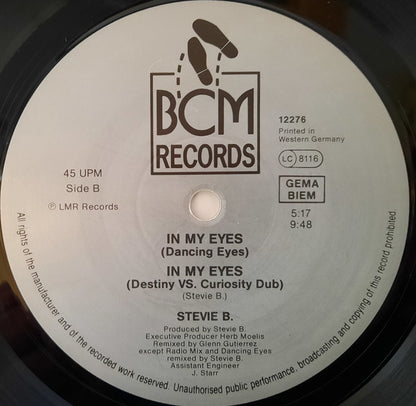 BCM
RECORDS
12276
Printed in
Western Germany
LC 8116
GEMA
BIEM
5:17
9:48
45 UPM
Side B
℗ LMR Records
IN MY EYES
(Dancing Eyes)
IN MY EYES
(Destiny VS. Curiosity Dub)
(Stevie B.)
STEVIE B.
Produced by Stevie B.
Executive Producer Herb Moelis
Remixed by Glenn Gutierrez
except Radio Mix and Dancing Eyes
remixed by Stevie B.
Assistant Engineer
J. Starr
All rights of the manufacturer and of the owner of the recorded work reserved. Unauthorised public performance, broadcasting and copying of this record prohibited.